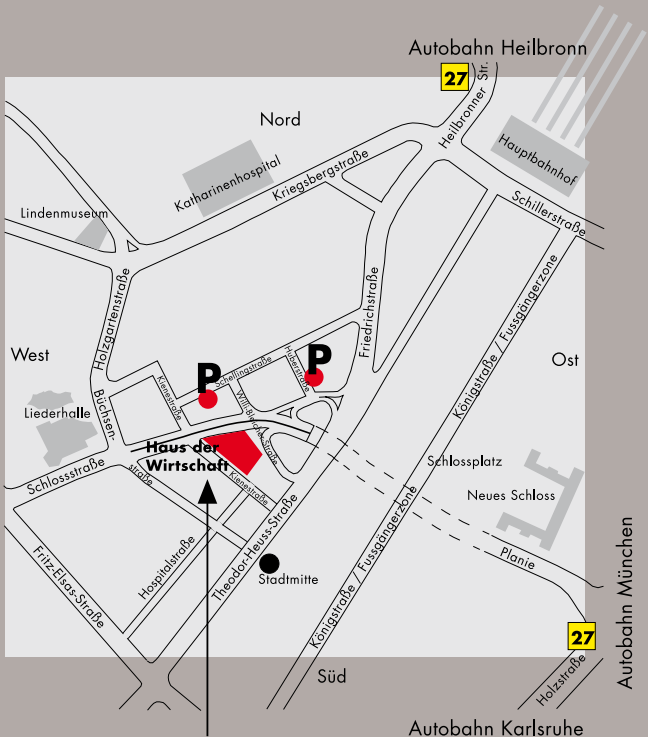 Autobahn Heilbronn
27
Heilbronner Str.
Nord
Hauptbahnhof
Katharinenhospital
Kriegsbergstraße
Schillerstraße
Lindenmuseum
Holzgartenstraße
Friedrichstraße
Königstraße / Fussgängerzone
West
Ost
P
P
Schellingstraße
Huberstraße
Kienestraße
Willi-Bleicher-Straße
Liederhalle
Büchsen-
straße
Haus der
Wirtschaft
Schlossstraße
Kienestraße
Schlossplatz
Neues Schloss
Theodor-Heuss-Straße
Königstraße / Fussgängerzone
Hospitalstraße
Fritz-Elsas-Straße
Stadtmitte
Planie
Autobahn München
27
Holzstraße
Süd
Autobahn Karlsruhe